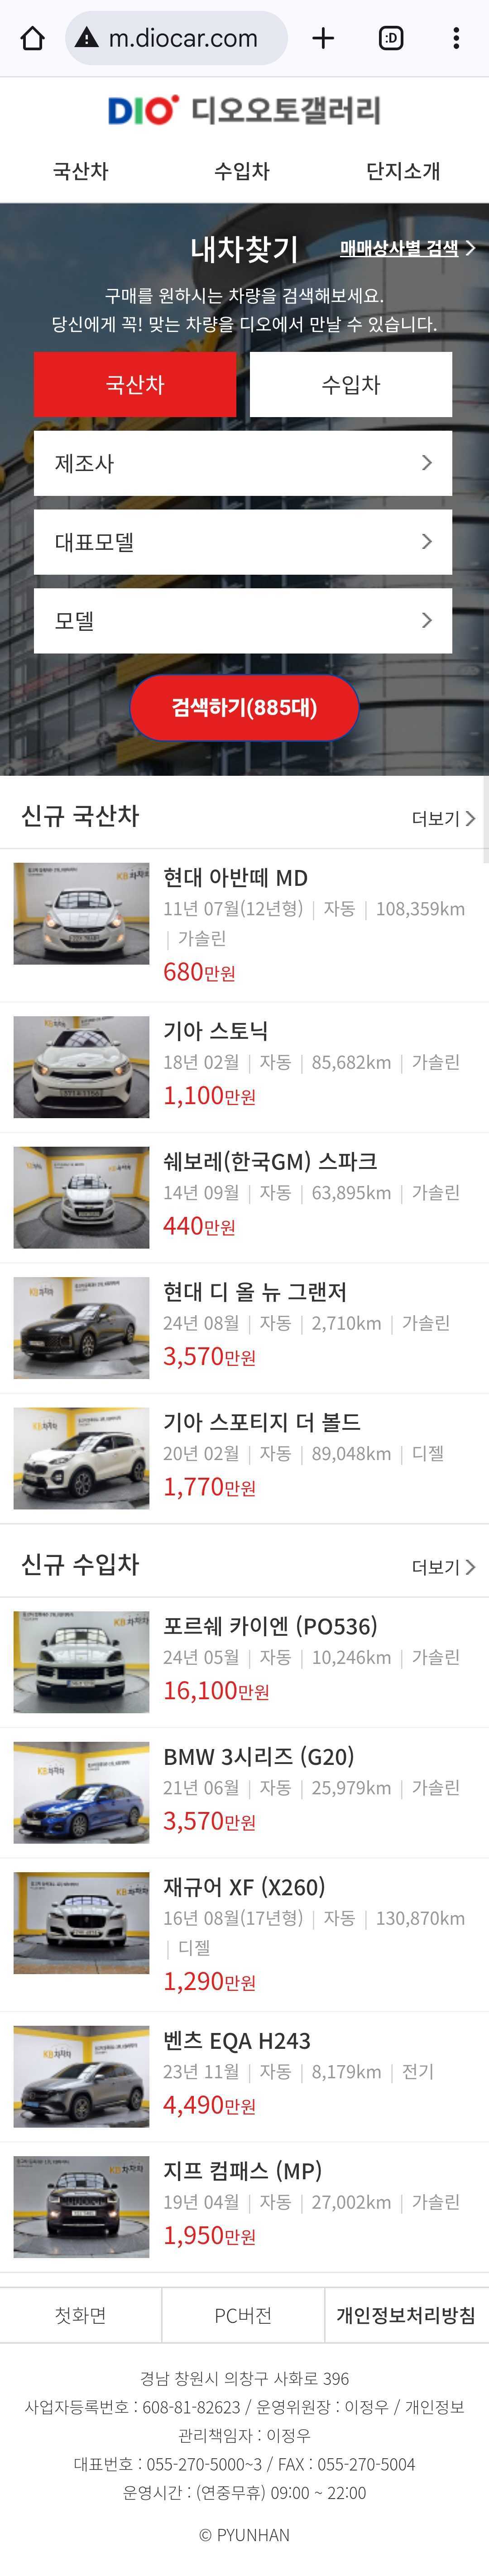 m.diocar.com
:D
DIO 디오오토갤러리
국산차 수입차 단지소개
내차찾기
매매상사별 검색
구매를 원하시는 차량을 검색해보세요.
당신에게 꼭! 맞는 차량을 디오에서 만날 수 있습니다.
국산차 수입차
제조사
대표모델
모델
검색하기(885대)
신규 국산차 더보기
현대 아반떼 MD
11년 07월(12년형) | 자동 | 108,359km
| 가솔린
680만원
기아 스토닉
18년 02월 | 자동 | 85,682km | 가솔린
1,100만원
쉐보레(한국GM) 스파크
14년 09월 | 자동 | 63,895km | 가솔린
440만원
현대 디 올 뉴 그랜저
24년 08월 | 자동 | 2,710km | 가솔린
3,570만원
기아 스포티지 더 볼드
20년 02월 | 자동 | 89,048km | 디젤
1,770만원
신규 수입차 더보기
포르쉐 카이엔 (PO536)
24년 05월 | 자동 | 10,246km | 가솔린
16,100만원
BMW 3시리즈 (G20)
21년 06월 | 자동 | 25,979km | 가솔린
3,570만원
재규어 XF (X260)
16년 08월(17년형) | 자동 | 130,870km
| 디젤
1,290만원
벤츠 EQA H243
23년 11월 | 자동 | 8,179km | 전기
4,490만원
지프 컴패스 (MP)
19년 04월 | 자동 | 27,002km | 가솔린
1,950만원
첫화면 PC버전 개인정보처리방침
경남 창원시 의창구 사화로 396
사업자등록번호 : 608-81-82623 / 운영위원장 : 이정우 / 개인정보
관리책임자 : 이정우
대표번호 : 055-270-5000~3 / FAX : 055-270-5004
운영시간 : (연중무휴) 09:00 ~ 22:00
© PYUNHAN